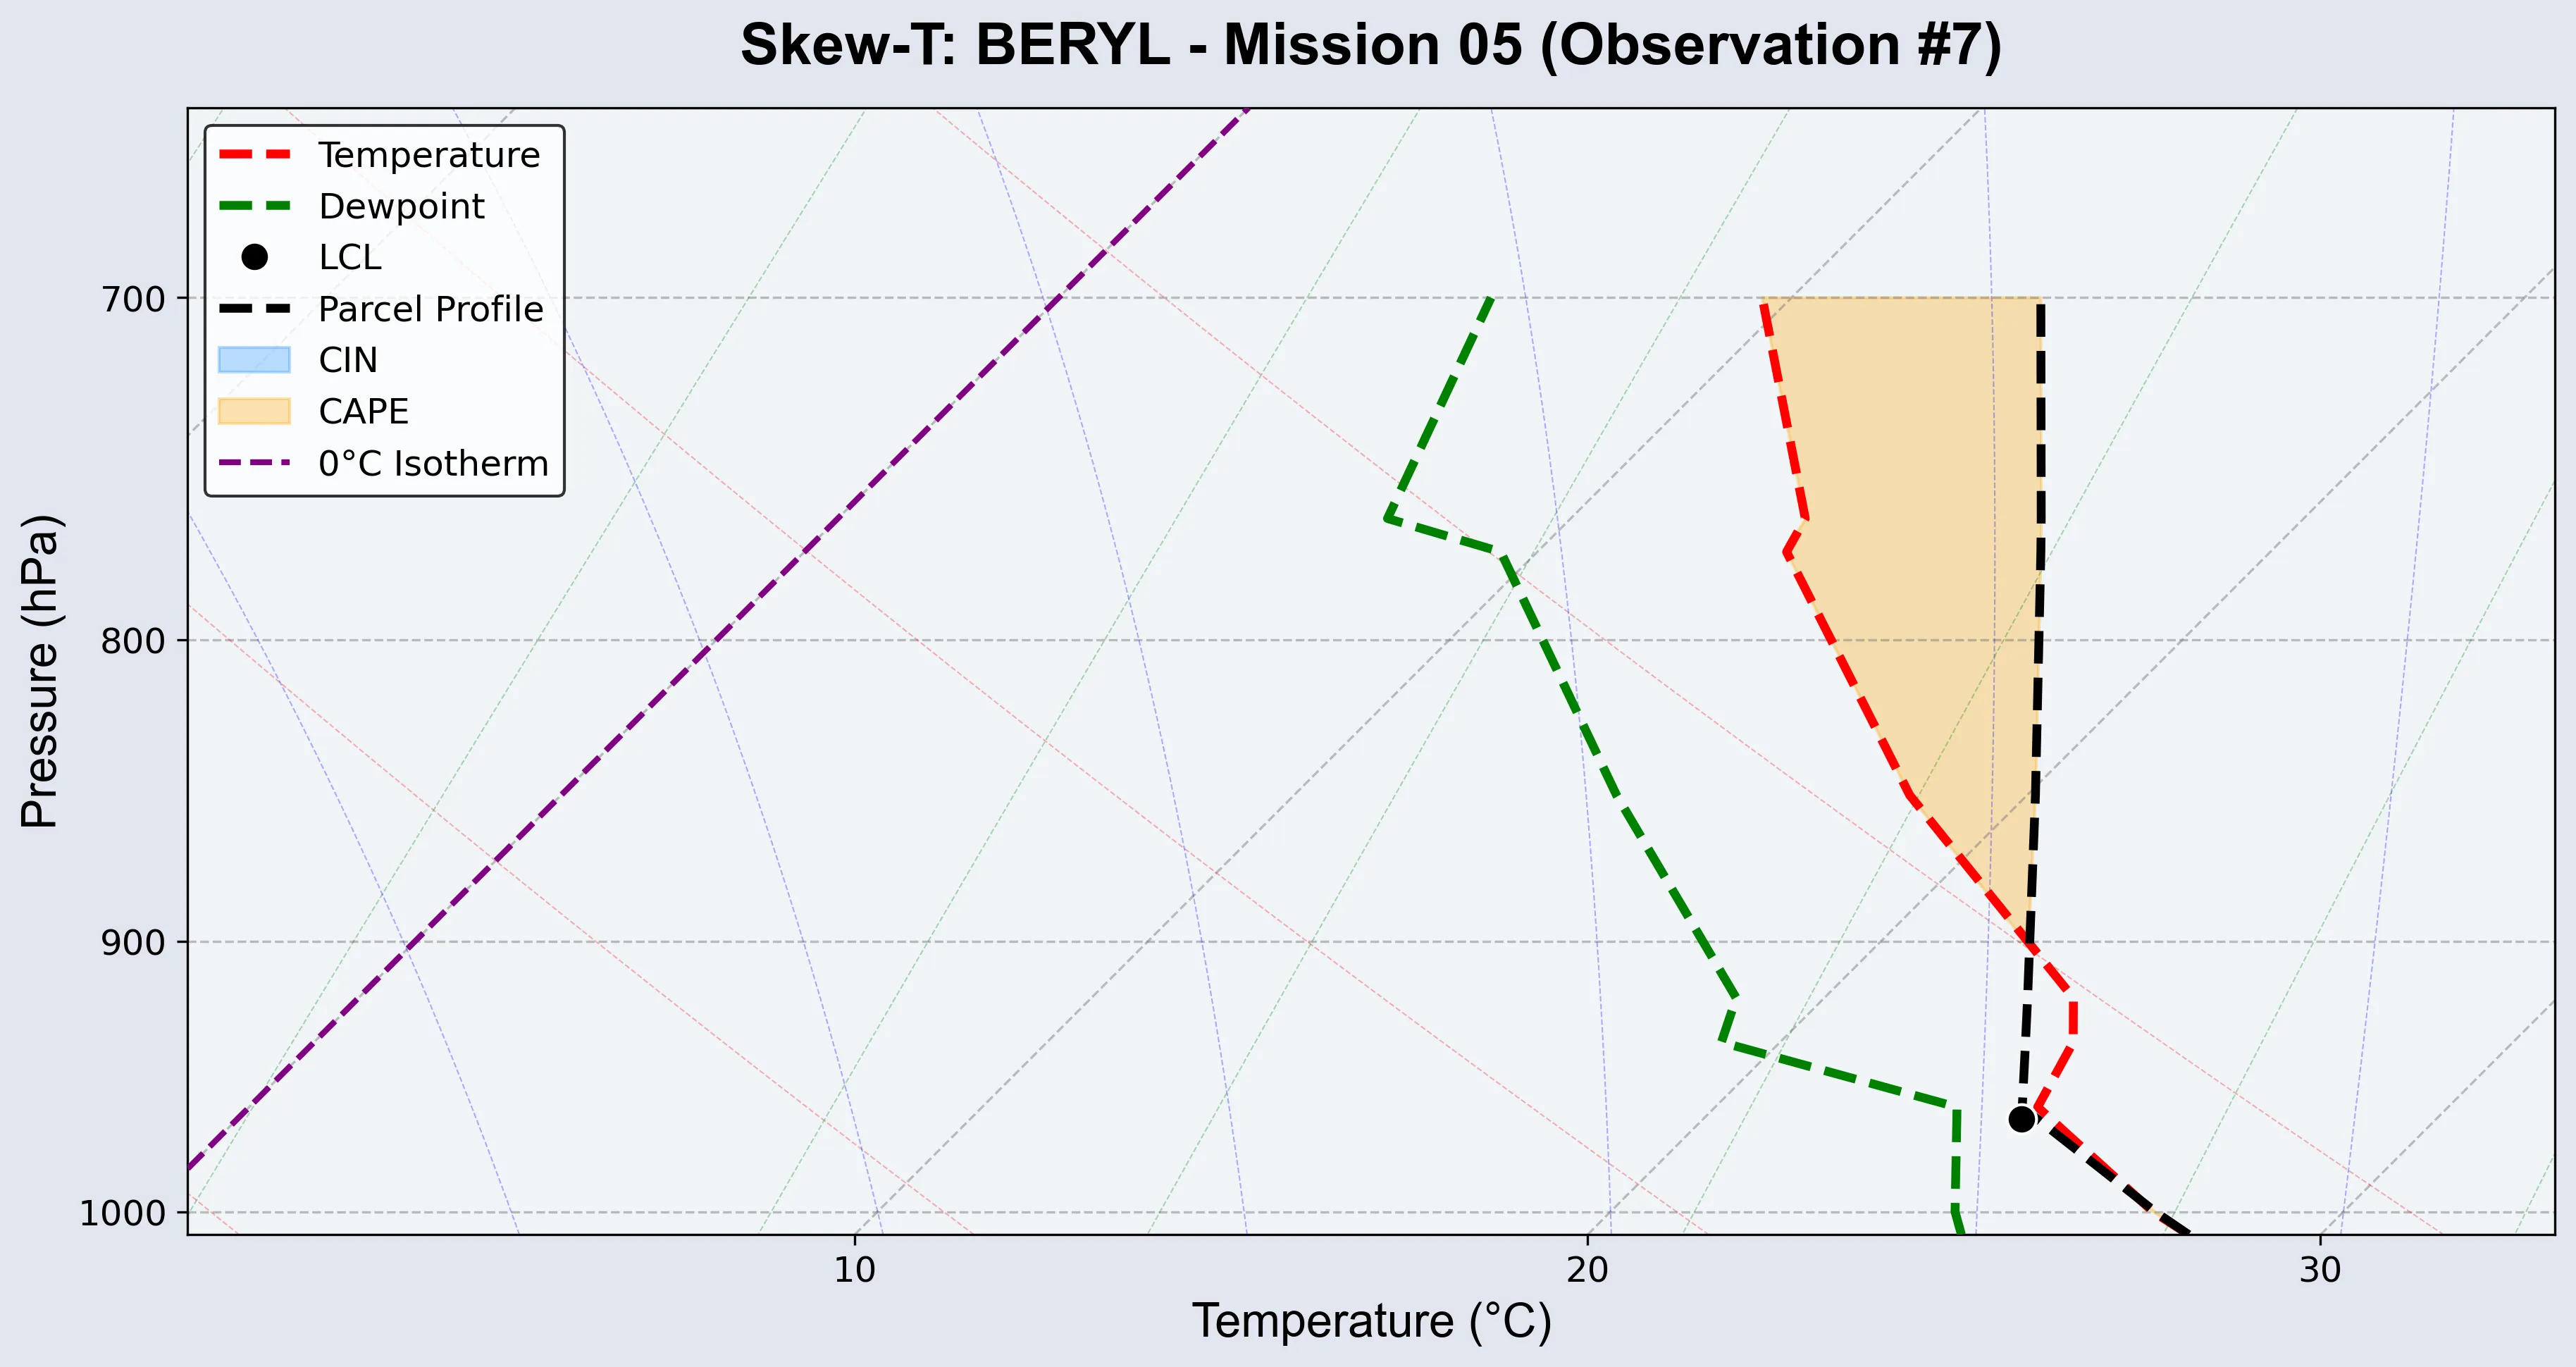 Skew-T: BERYL - Mission 05 (Observation #7)
Temperature
Dewpoint
LCL
Parcel Profile
CIN
CAPE
0°C Isotherm
Pressure (hPa)
700
800
900
1000
10
20
30
Temperature (°C)